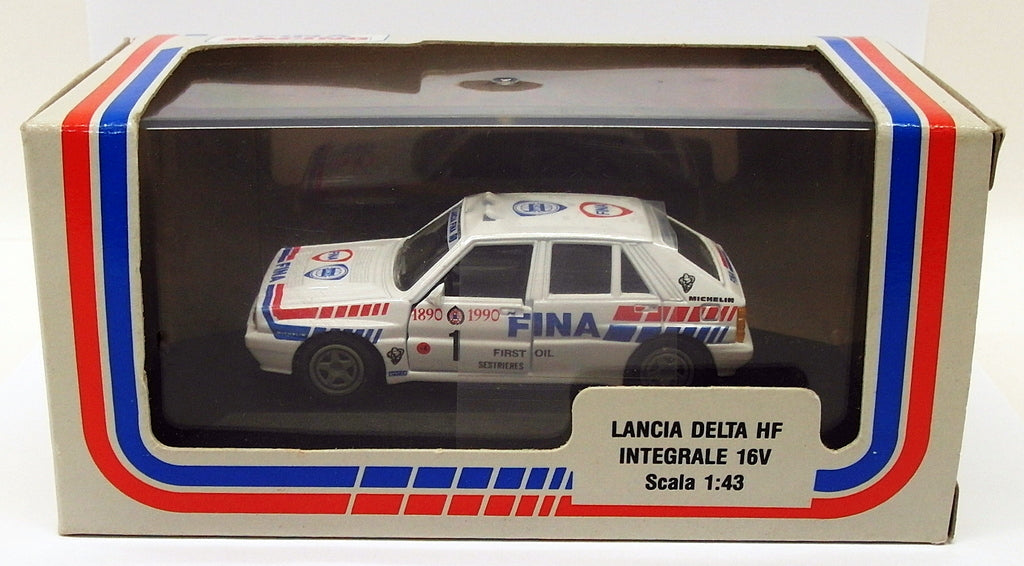 FINA
1890 1990
FINA
1
FIRST OIL
SESTRIERES
MICHELIN
LANCIA DELTA HF
INTEGRALE 16V
Scala 1:43